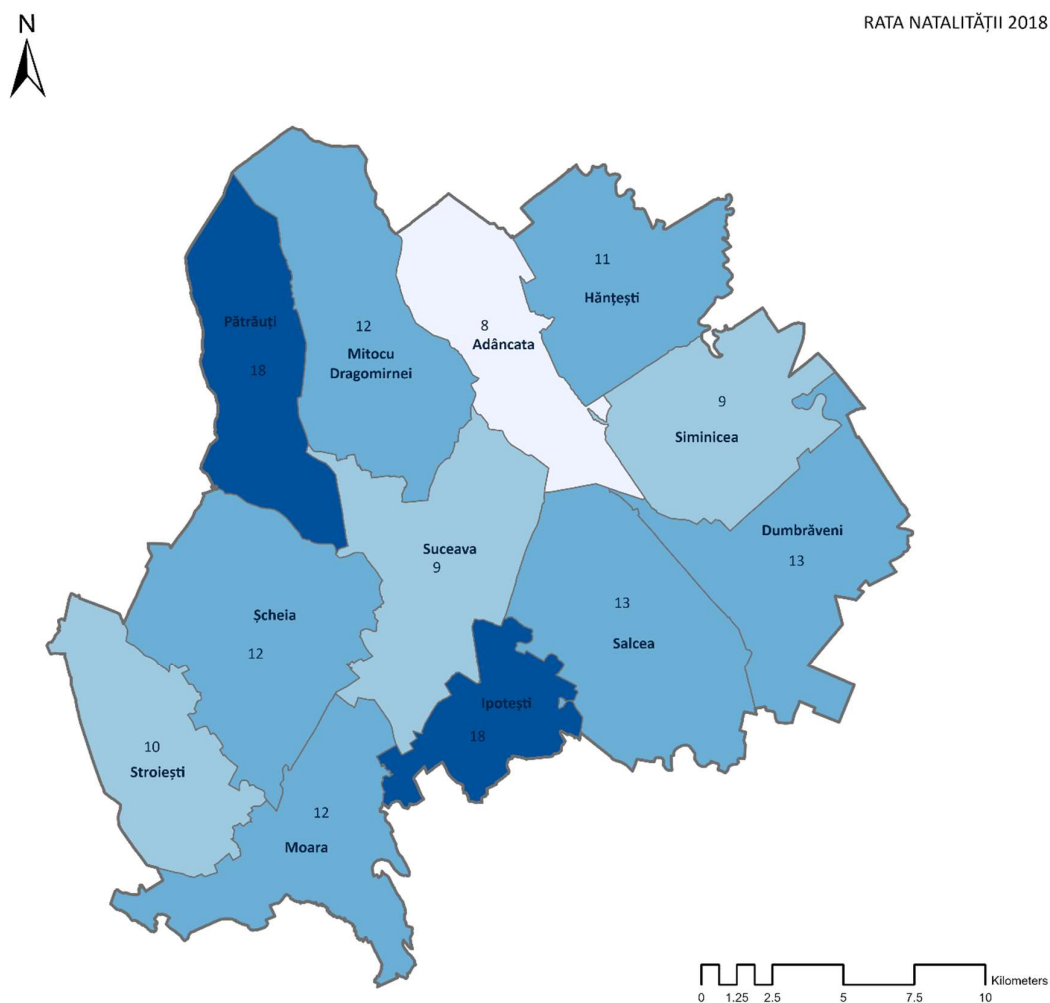 N
RATA NATALITĂȚII 2018
11
Hănțești
Pătrăuți
18
12
Mitocu
Dragomirnei
8
Adâncata
9
Siminicea
Dumbrăveni
13
Suceava
9
13
Salcea
Șcheia
12
Ipotești
18
10
Stroiești
12
Moara
Kilometers
0 1.25 2.5 5 7.5 10